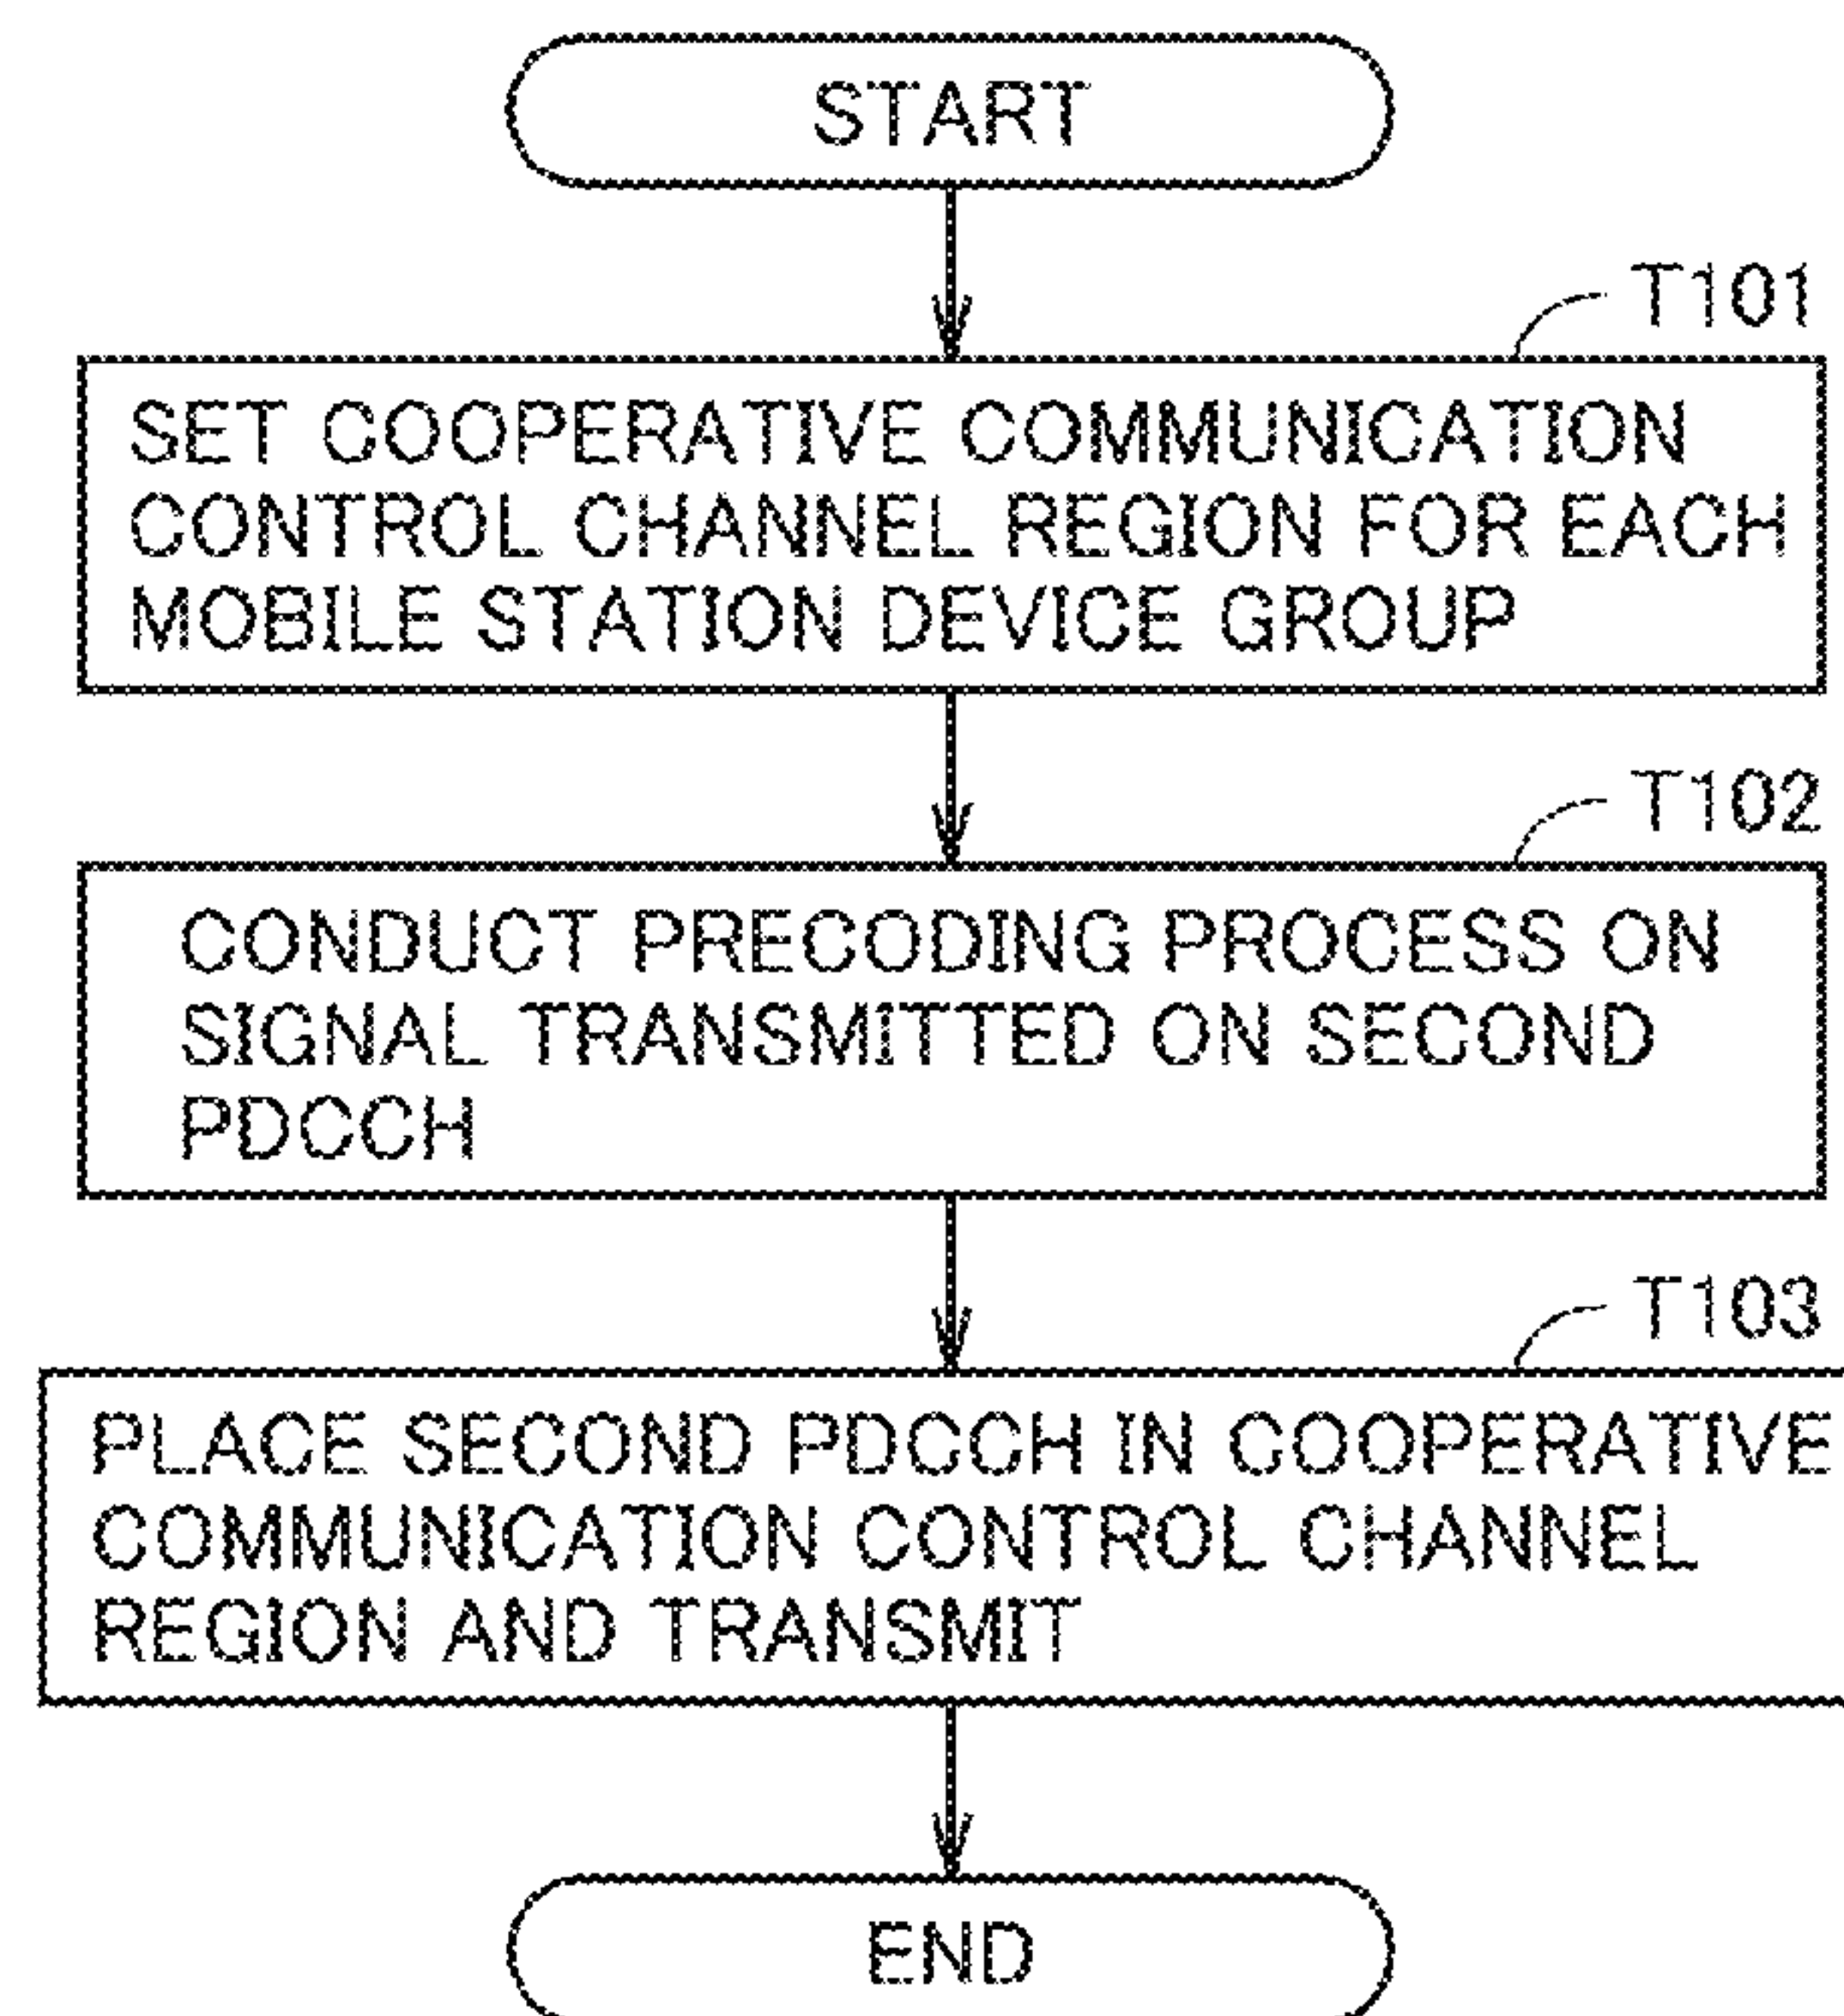 START
T101
SET COOPERATIVE COMMUNICATION
CONTROL CHANNEL REGION FOR EACH
MOBILE STATION DEVICE GROUP
T102
CONDUCT PRECODING PROCESS ON
SIGNAL TRANSMITTED ON SECOND
PDCCH
T103
PLACE SECOND PDCCH IN COOPERATIVE
COMMUNICATION CONTROL CHANNEL
REGION AND TRANSMIT
END